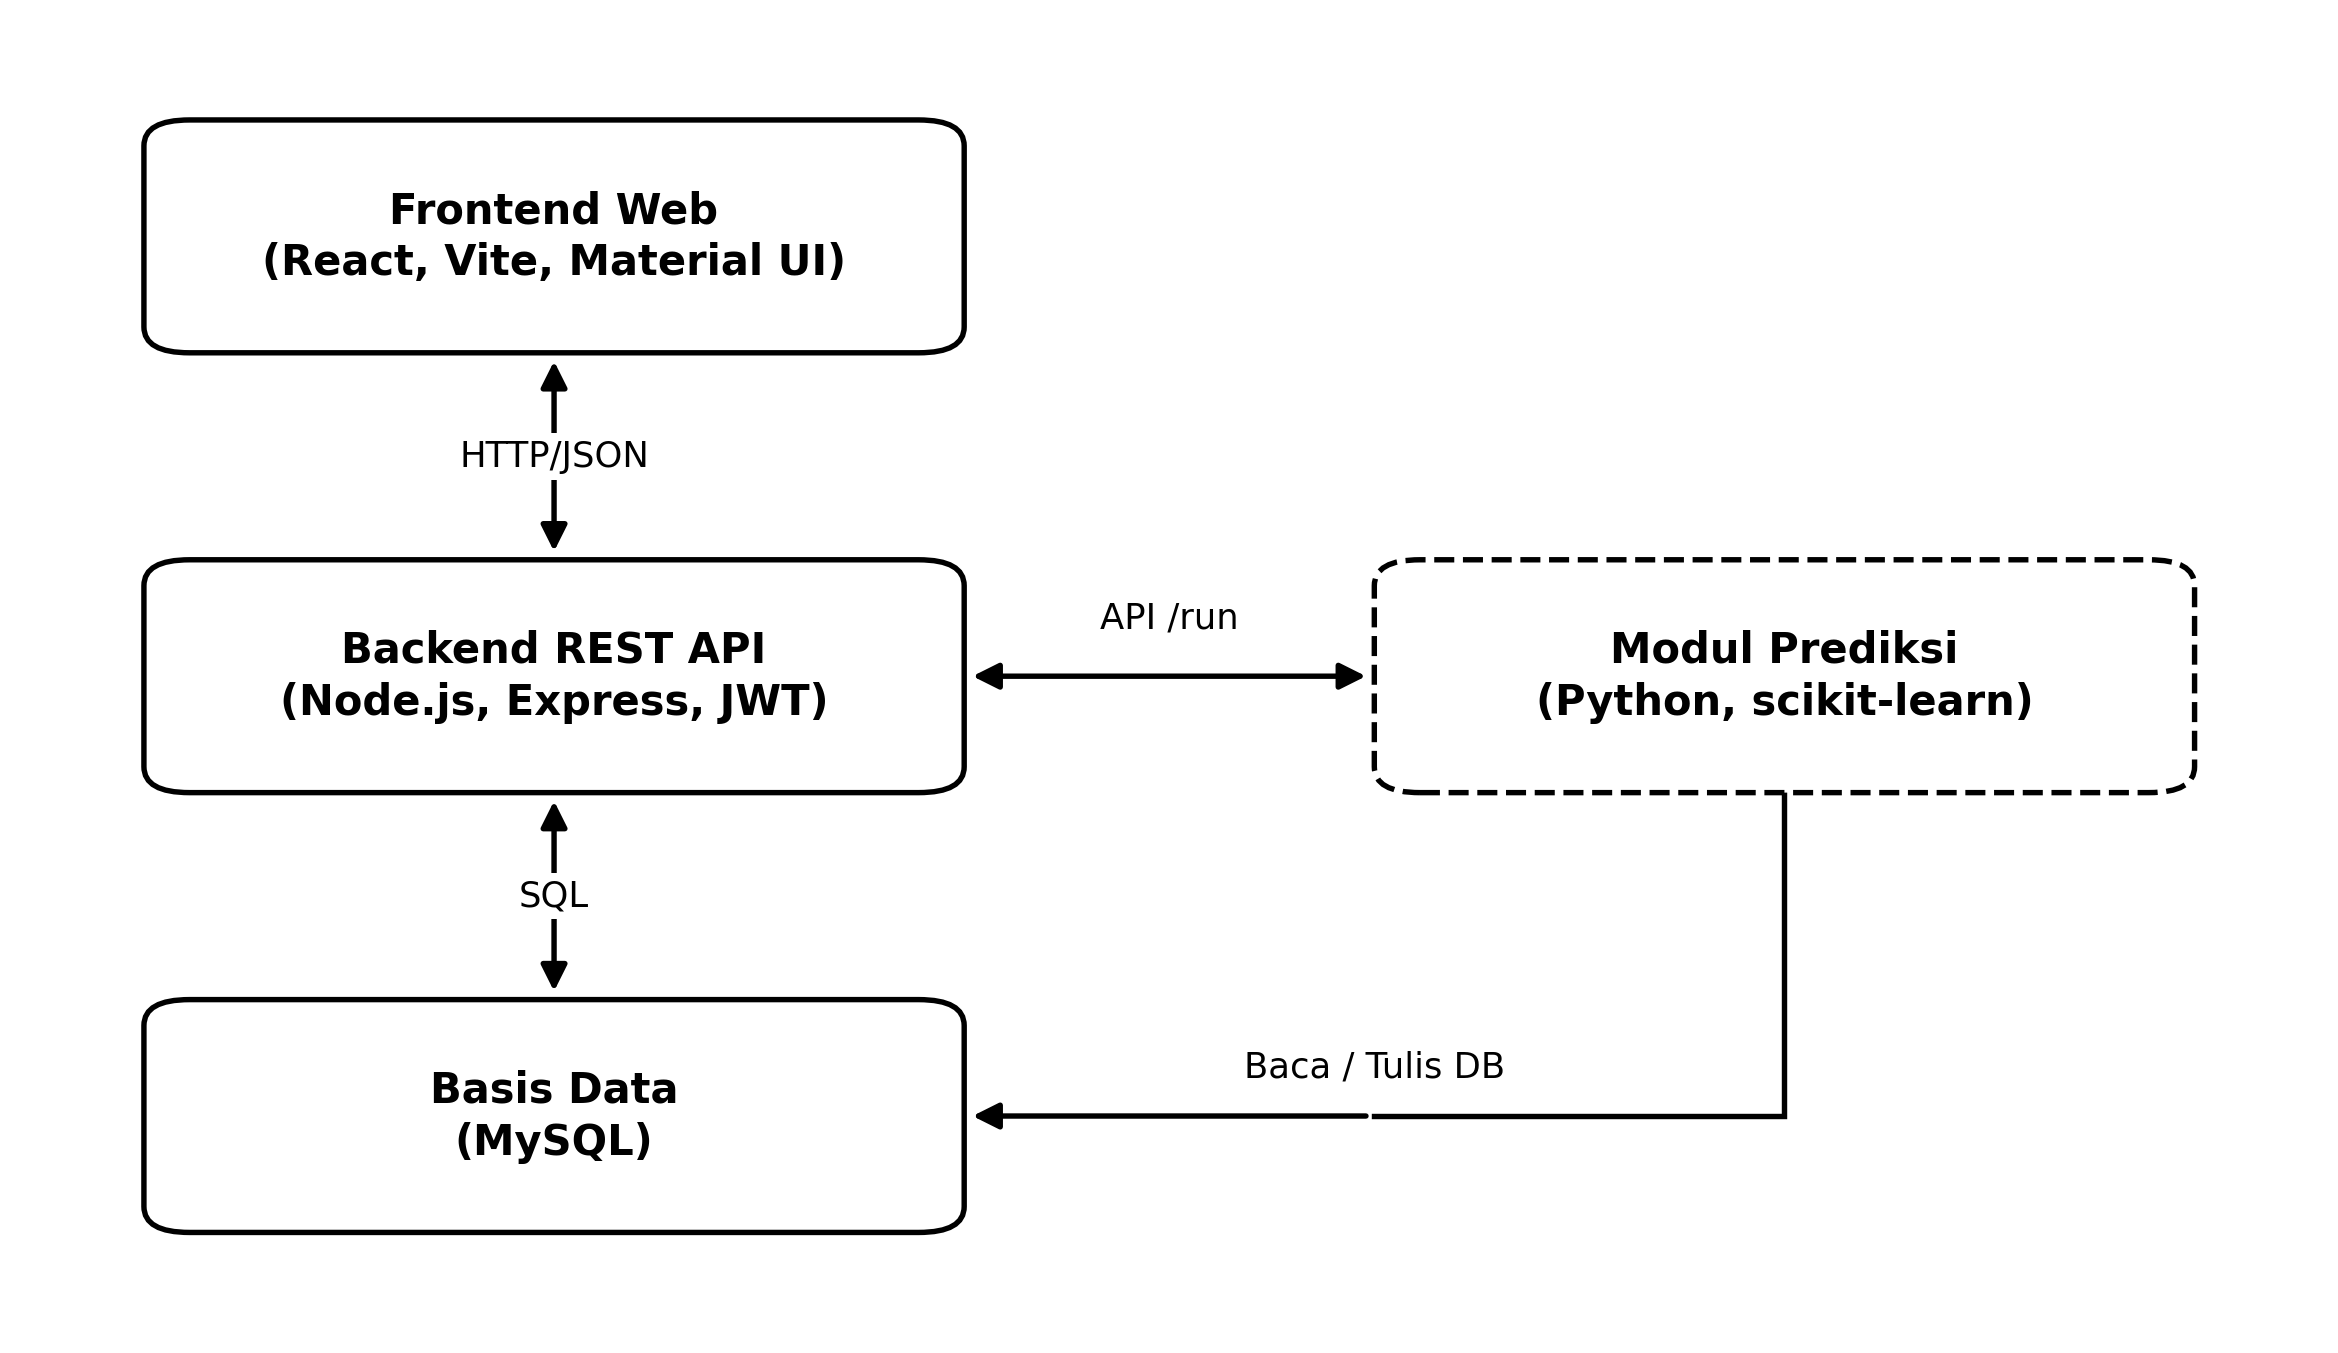 Frontend Web
(React, Vite, Material UI)
HTTP/JSON
Backend REST API
(Node.js, Express, JWT)
API /run
Modul Prediksi
(Python, scikit-learn)
SQL
Baca / Tulis DB
Basis Data
(MySQL)